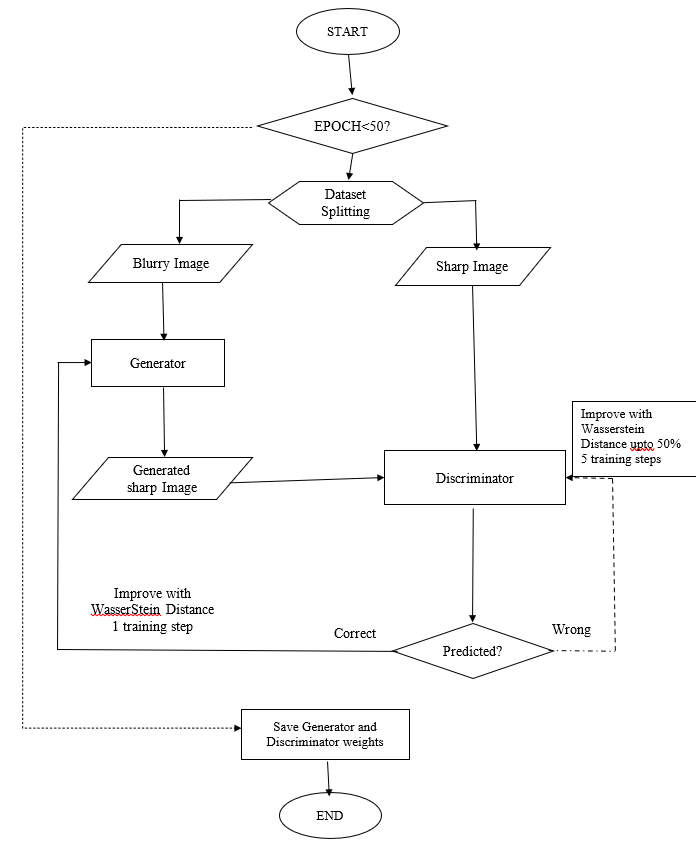 START
EPOCH<50?
Dataset
Splitting
Blurry Image
Sharp Image
Generator
Improve with
Wasserstein
Distance upto 50%
5 training steps
Generated
sharp Image
Discriminator
Improve with
WasserStein Distance
1 training step
Correct
Wrong
Predicted?
Save Generator and
Discriminator weights
END